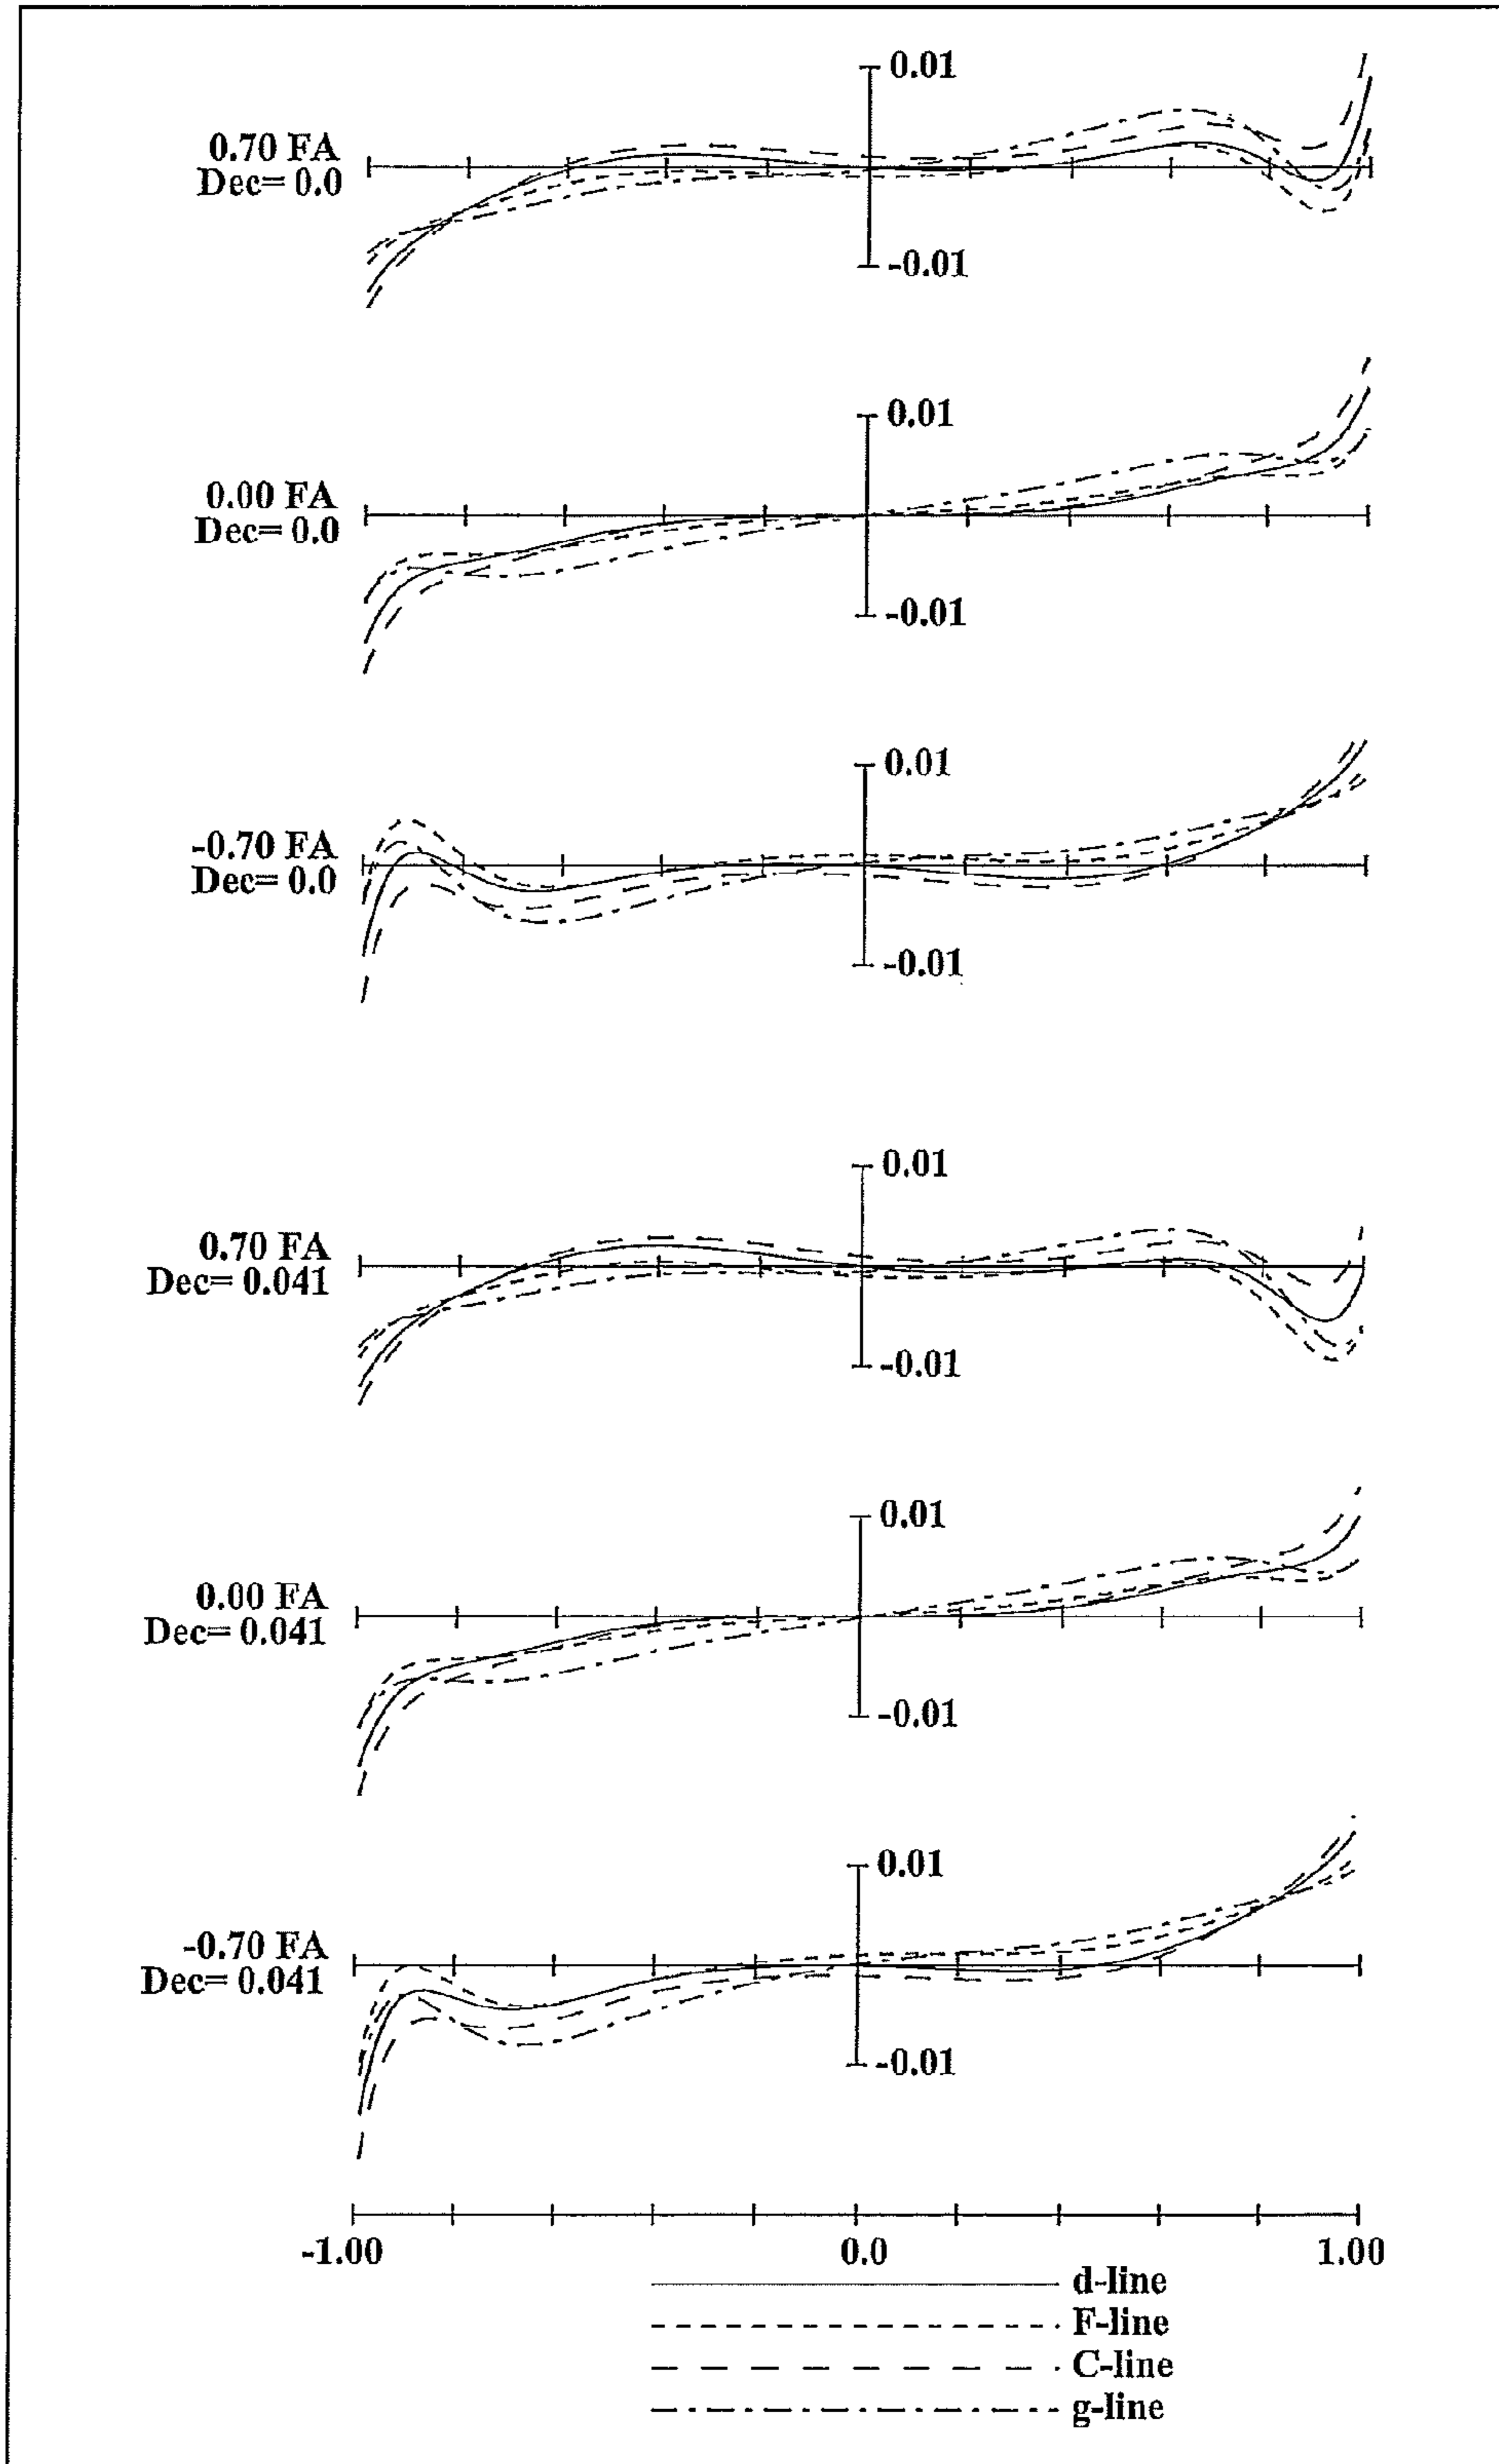 0.01
0.70 FA
Dec= 0.0
-0.01
0.01
0.00 FA
Dec= 0.0
-0.01
0.01
-0.70 FA
Dec= 0.0
-0.01
0.01
0.70 FA
Dec= 0.041
-0.01
0.01
0.00 FA
Dec= 0.041
-0.01
0.01
-0.70 FA
Dec= 0.041
-0.01
-1.00 0.0 1.00
d-line
F-line
C-line
g-line